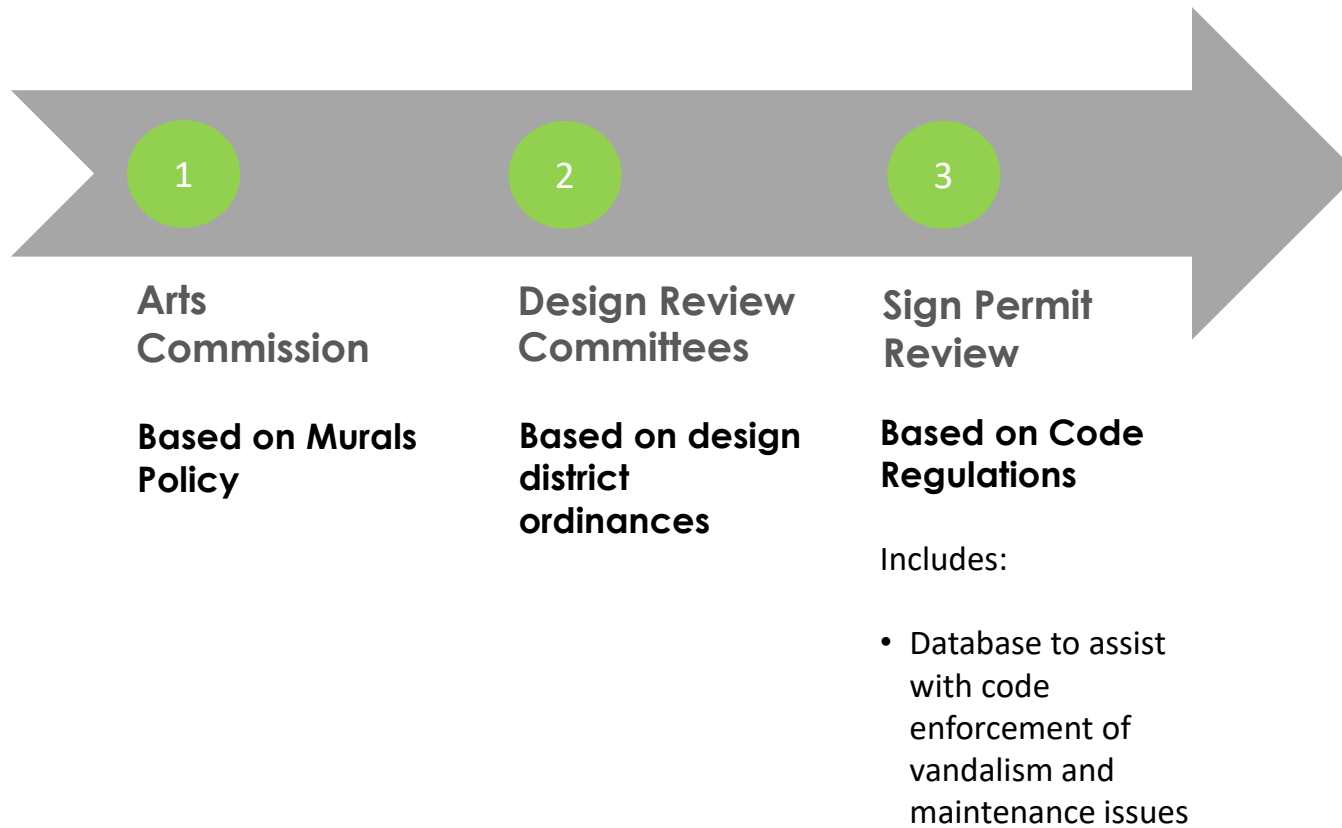 1
2
3
Arts
Commission
Based on Murals
Policy
Design Review
Committees
Based on design
district
ordinances
Sign Permit
Review
Based on Code
Regulations
Includes:
• Database to assist
with code
enforcement of
vandalism and
maintenance issues